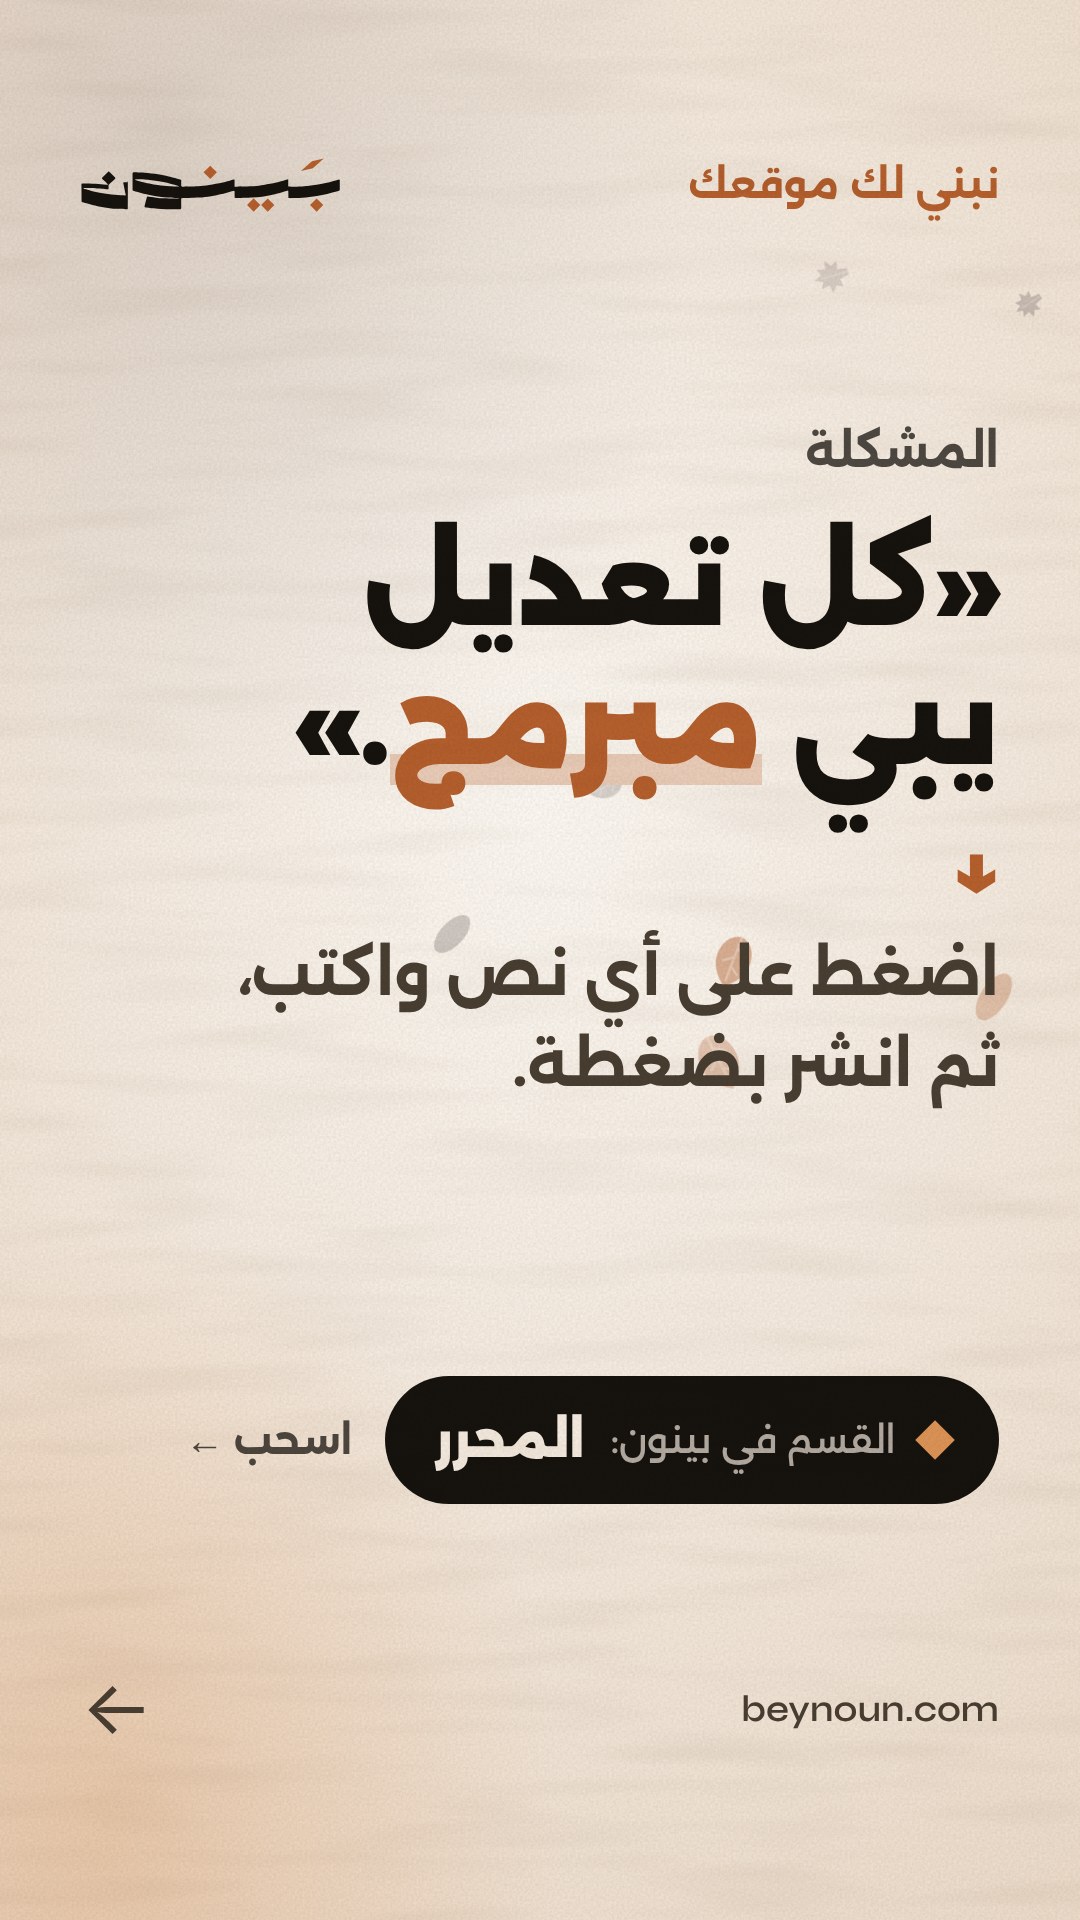 نبني لك موقعك
بَينون
المشكلة
«كل تعديل
يبي مبرمج.»
اضغط على أي نص واكتب،
ثم انشر بضغطة.
القسم في بينون: المحرر
اسحب ←
beynoun.com